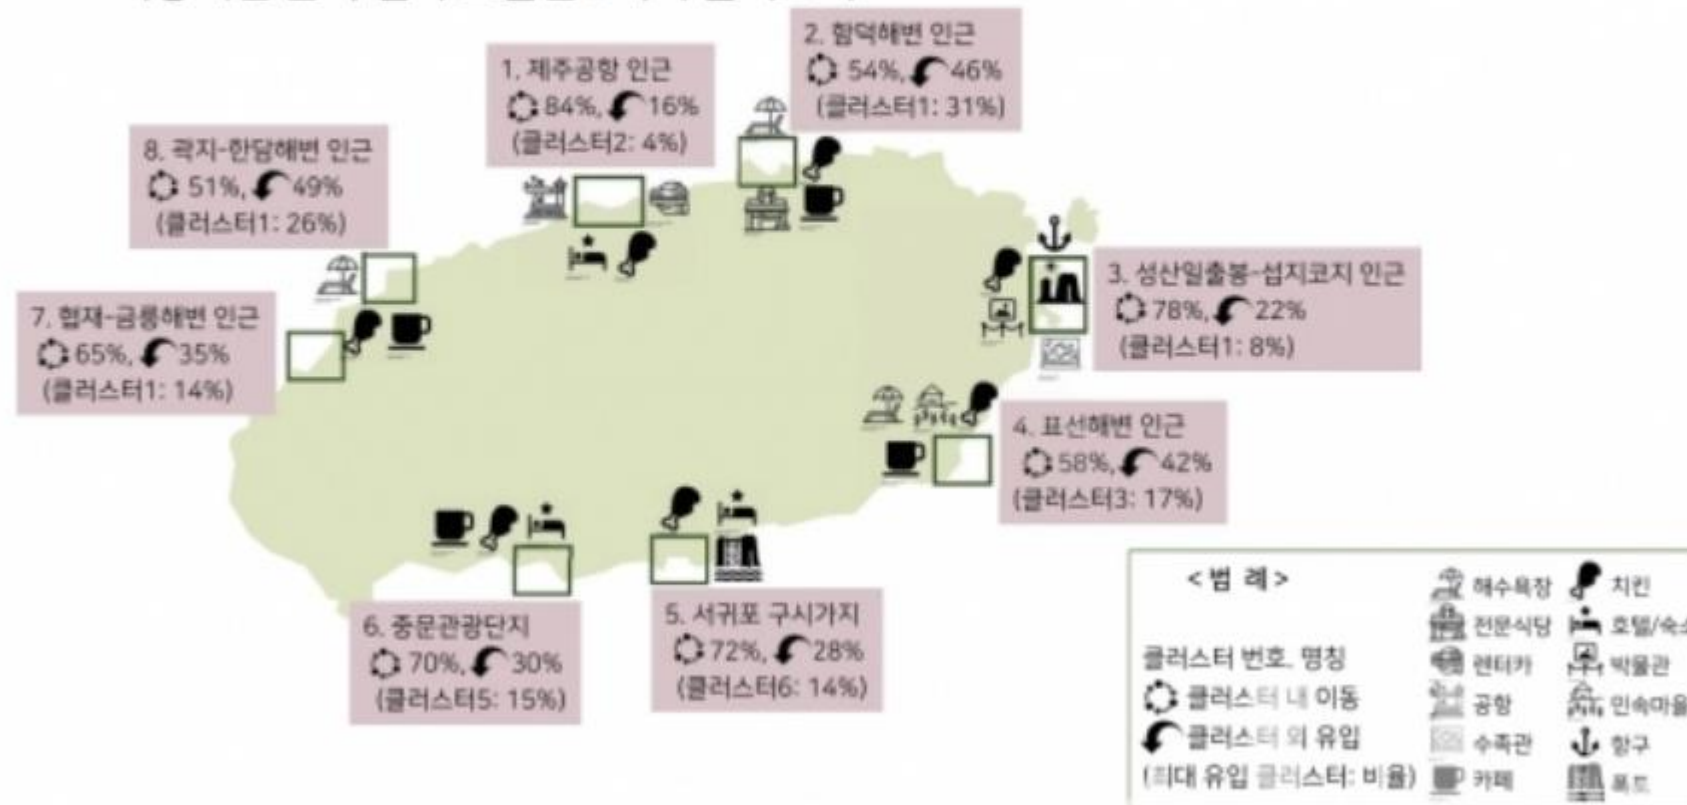 1. 제주공항 인근
84%, 16%
(클러스터2: 4%)
2. 함덕해변 인근
54%, 46%
(클러스터1: 31%)
8. 곽지-한담해변 인근
51%, 49%
(클러스터1: 26%)
7. 협재-금릉해변 인근
65%, 35%
(클러스터1: 14%)
3. 성산일출봉-섭지코지 인근
78%, 22%
(클러스터1: 8%)
4. 표선해변 인근
58%, 42%
(클러스터3: 17%)
5. 서귀포 구시가지
72%, 28%
(클러스터6: 14%)
6. 중문관광단지
70%, 30%
(클러스터5: 15%)
<범 례>
클러스터 번호. 명칭
클러스터 내 이동
클러스터 외 유입
(최대 유입 클러스터: 비율)
해수욕장
전문식당
렌터카
공항
수족관
카페
치킨
호텔/숙소
박물관
민속마을
항구
폭포